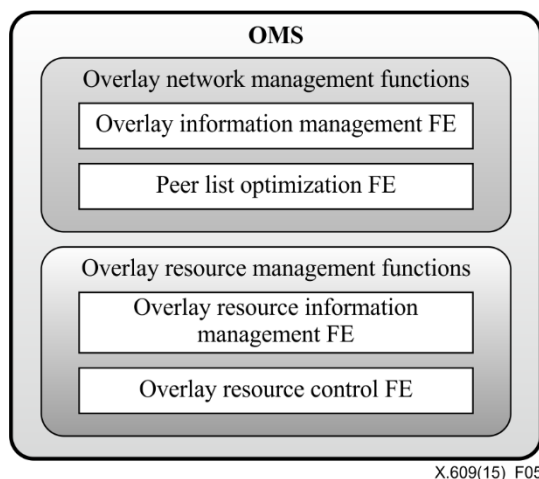 OMS
Overlay network management functions
Overlay information management FE
Peer list optimization FE
Overlay resource management functions
Overlay resource information
management FE
Overlay resource control FE
X.609(15)_F05